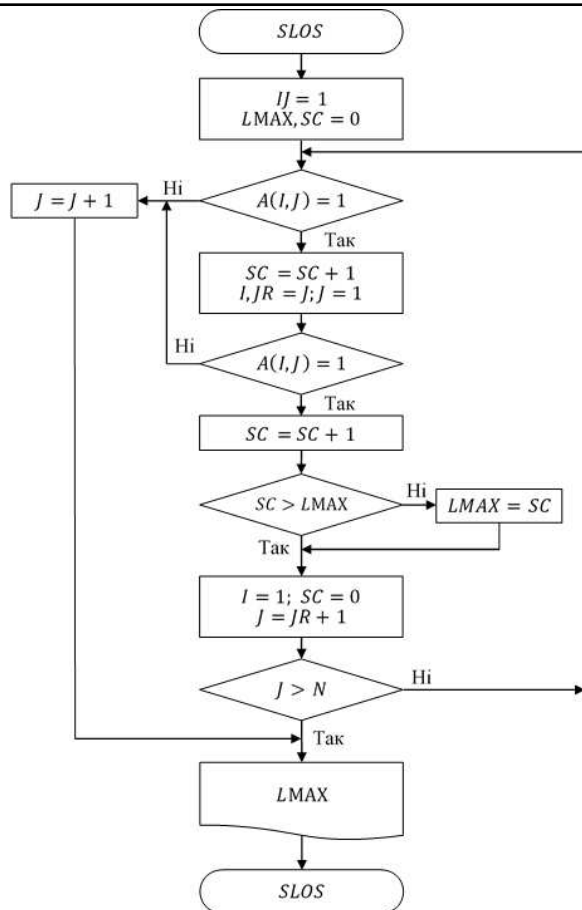 SLOS
IJ = 1
LMAX, SC = 0
A(I,J) = 1
Ні
J = J + 1
Так
SC = SC + 1
I,JR = J; J = 1
Ні
A(I,J) = 1
Так
SC = SC + 1
SC > LMAX
Ні
LMAX = SC
Так
I = 1; SC = 0
J = JR + 1
J > N
Ні
Так
LMAX
SLOS